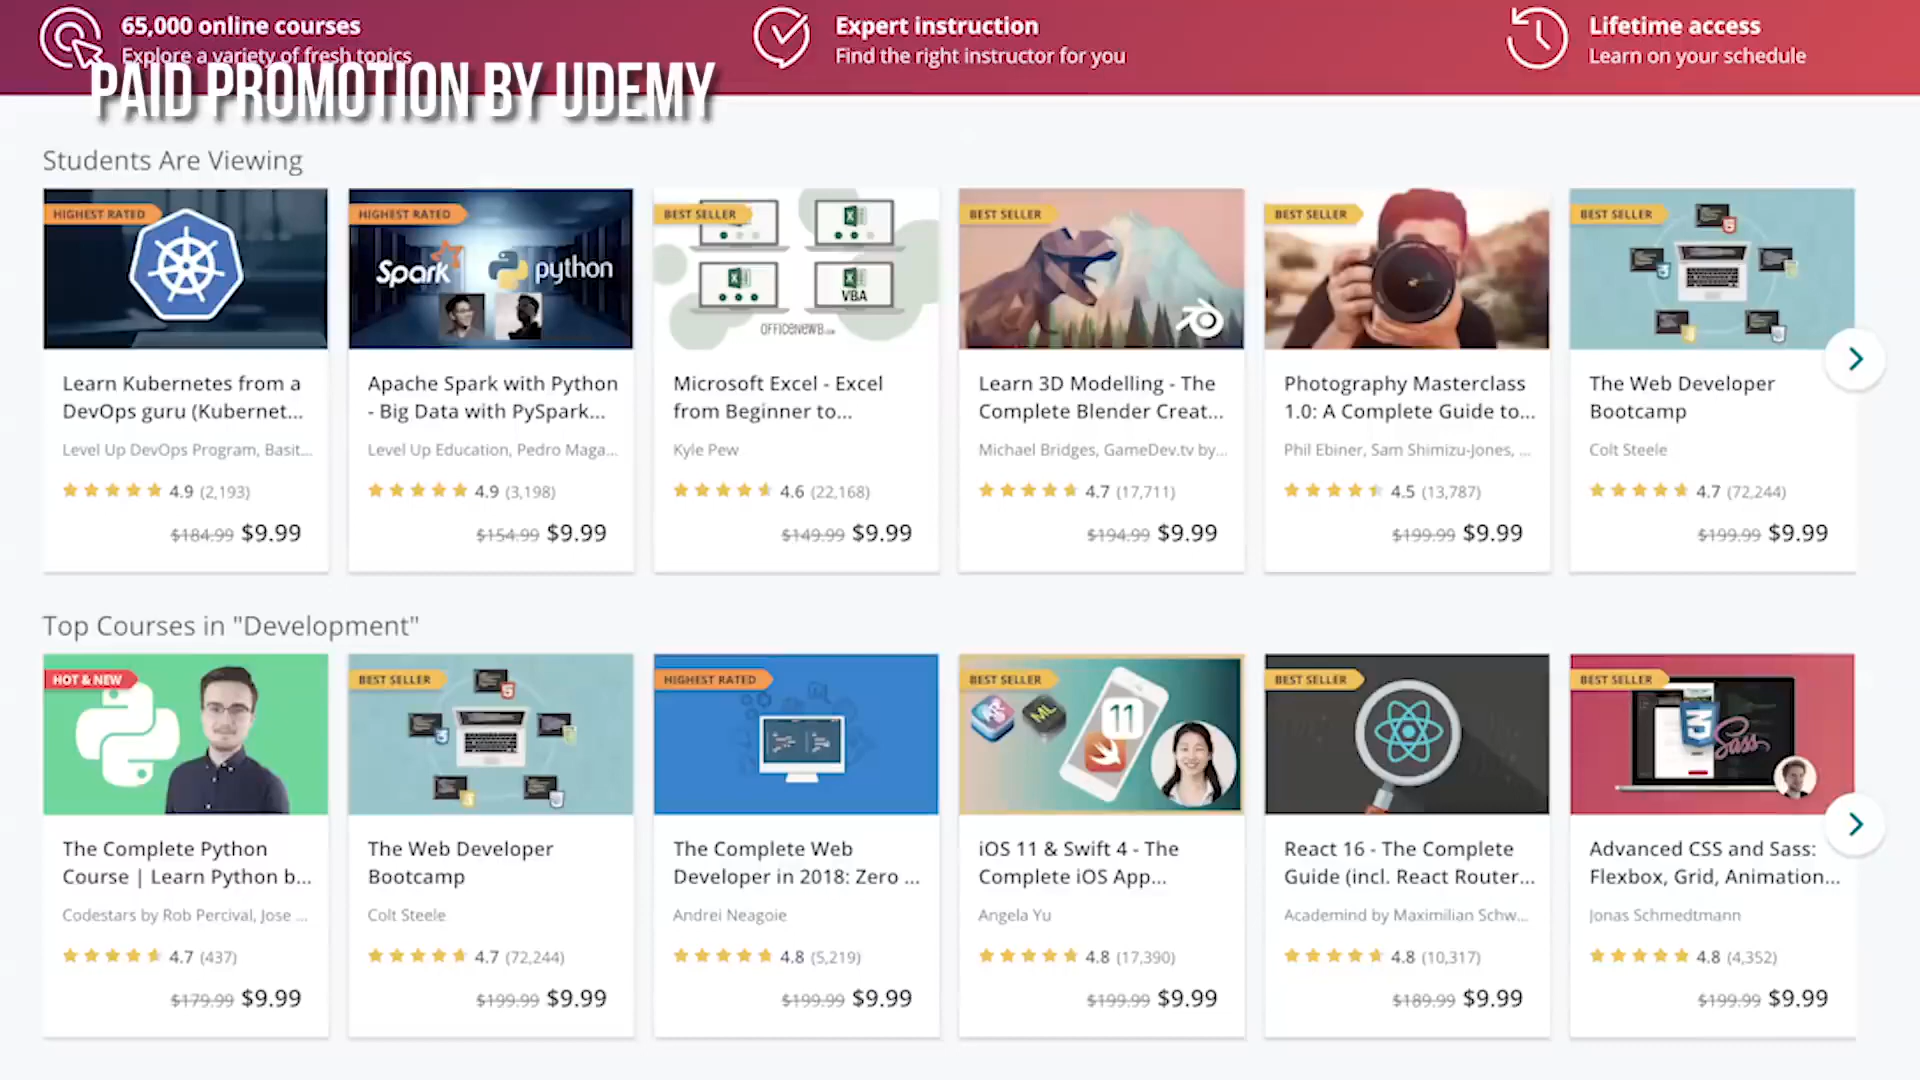 65,000 online courses
Explore a variety of fresh topics
Expert instruction
Find the right instructor for you
Lifetime access
Learn on your schedule
PAID PROMOTION BY UDEMY
Students Are Viewing
HIGHEST RATED
HIGHEST RATED
Spark python
BEST SELLER
VBA
OFFICENEWB.com
BEST SELLER
BEST SELLER
BEST SELLER
Learn Kubernetes from a
DevOps guru (Kubernet...
Level Up DevOps Program, Basit...
4.9 (2,193)
$184.99 $9.99
Apache Spark with Python
- Big Data with PySpark...
Level Up Education, Pedro Maga...
4.9 (3,198)
$154.99 $9.99
Microsoft Excel - Excel
from Beginner to...
Kyle Pew
4.6 (22,168)
$149.99 $9.99
Learn 3D Modelling - The
Complete Blender Creat...
Michael Bridges, GameDev.tv by...
4.7 (17,711)
$194.99 $9.99
Photography Masterclass
1.0: A Complete Guide to...
Phil Ebiner, Sam Shimizu-Jones, ...
4.5 (13,787)
$199.99 $9.99
The Web Developer
Bootcamp
Colt Steele
4.7 (72,244)
$199.99 $9.99
Top Courses in "Development"
HOT & NEW
BEST SELLER
HIGHEST RATED
BEST SELLER
ML
11
BEST SELLER
BEST SELLER
3
Sass
The Complete Python
Course | Learn Python b...
Codestars by Rob Percival, Jose ...
4.7 (437)
$179.99 $9.99
The Web Developer
Bootcamp
Colt Steele
4.7 (72,244)
$199.99 $9.99
The Complete Web
Developer in 2018: Zero ...
Andrei Neagoie
4.8 (5,219)
$199.99 $9.99
iOS 11 & Swift 4 - The
Complete iOS App...
Angela Yu
4.8 (17,390)
$199.99 $9.99
React 16 - The Complete
Guide (incl. React Router...
Academind by Maximilian Schw...
4.8 (10,317)
$189.99 $9.99
Advanced CSS and Sass:
Flexbox, Grid, Animation...
Jonas Schmedtmann
4.8 (4,352)
$199.99 $9.99